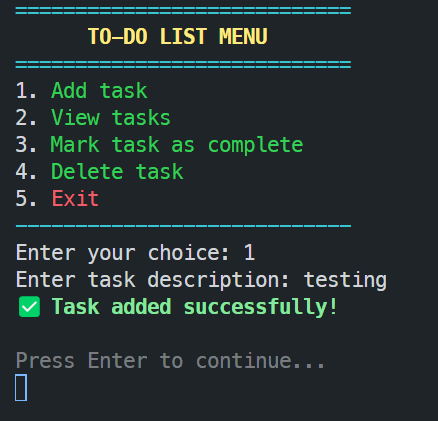 ============================
TO-DO LIST MENU
============================
1. Add task
2. View tasks
3. Mark task as complete
4. Delete task
5. Exit
----------------------------
Enter your choice: 1
Enter task description: testing
✅ Task added successfully!
Press Enter to continue...